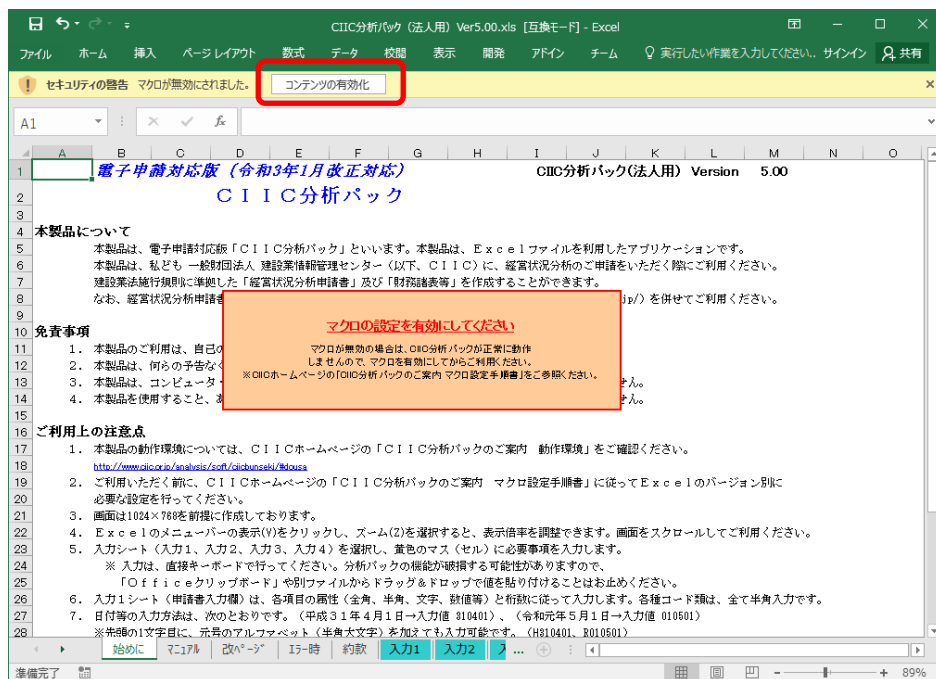 CIIC分析パック（法人用）Ver5.00.xls [互換モード] - Excel
ファイル ホーム 挿入 ページ レイアウト 数式 データ 校閲 表示 開発 アドイン チーム 実行したい作業を入力してください.. サインイン 共有
セキュリティの警告 マクロが無効にされました。 コンテンツの有効化
A1 fx
A B C D E F G H I J K L M N O
1 電子申請対応版（令和3年1月改正対応） CIIC分析パック(法人用) Version 5.00
2 ＣＩＩＣ分析パック
3
4 本製品について
5 本製品は、電子申請対応版「ＣＩＩＣ分析パック」といいます。本製品は、Ｅｘｃｅｌファイルを利用したアプリケーションです。
6 本製品は、私ども 一般財団法人 建設業情報管理センター（以下、ＣＩＩＣ）に、経営状況分析のご申請をいただく際にご利用ください。
7 建設業法施行規則に準拠した「経営状況分析申請書」及び「財務諸表等」を作成することができます。
8 なお、経営状況分析申請書 jp/）を併せてご利用ください。
9
10 免責事項
11 1. 本製品のご利用は、自己の
12 2. 本製品は、何らの予告なく
13 3. 本製品は、コンピュータ・ せん。
14 4. 本製品を使用すること、あ せん。
マクロの設定を有効にしてください
マクロが無効の場合は、CIIC分析パックが正常に動作
しませんので、マクロを有効にしてからご利用ください。
※CIICホームページの「CIIC分析パックのご案内 マクロ設定手順書」をご参照ください。
15
16 ご利用上の注意点
17 1. 本製品の動作環境については、ＣＩＩＣホームページの「ＣＩＩＣ分析パックのご案内 動作環境」をご確認ください。
18 http://www.ciic.or.jp/analysis/soft/ciicbunseki/#dousa
19 2. ご利用いただく前に、ＣＩＩＣホームページの「ＣＩＩＣ分析パックのご案内 マクロ設定手順書」に従ってＥｘｃｅｌのバージョン別に
20 必要な設定を行ってください。
21 3. 画面は1024×768を前提に作成しております。
22 4. Ｅｘｃｅｌのメニューバーの表示(V)をクリックし、ズーム(Z)を選択すると、表示倍率を調整できます。画面をスクロールしてご利用ください。
23 5. 入力シート（入力１、入力２、入力３、入力４）を選択し、黄色のマス（セル）に必要事項を入力します。
24 ※ 入力は、直接キーボードで行ってください。分析パックの機能が破損する可能性がありますので、
25 「Ｏｆｆｉｃｅクリップボード」や別ファイルからドラッグ＆ドロップで値を貼り付けることはお止めください。
26 6. 入力１シート（申請書入力欄）は、各項目の属性（全角、半角、文字、数値等）と桁数に従って入力します。各種コード類は、全て半角入力です。
27 7. 日付等の入力方法は、次のとおりです。（平成３１年４月１日→入力値 310401）、（令和元年５月１日→入力値 010501）
28 ※先頭の1文字目に、元号のアルファベット（半角大文字）を加えても入力可能です。（H310401、R010501）
始めに ﾏﾆｭｱﾙ 改ﾍﾟｰｼﾞ ｴﾗｰ時 約款 入力1 入力2 ...
準備完了 89%